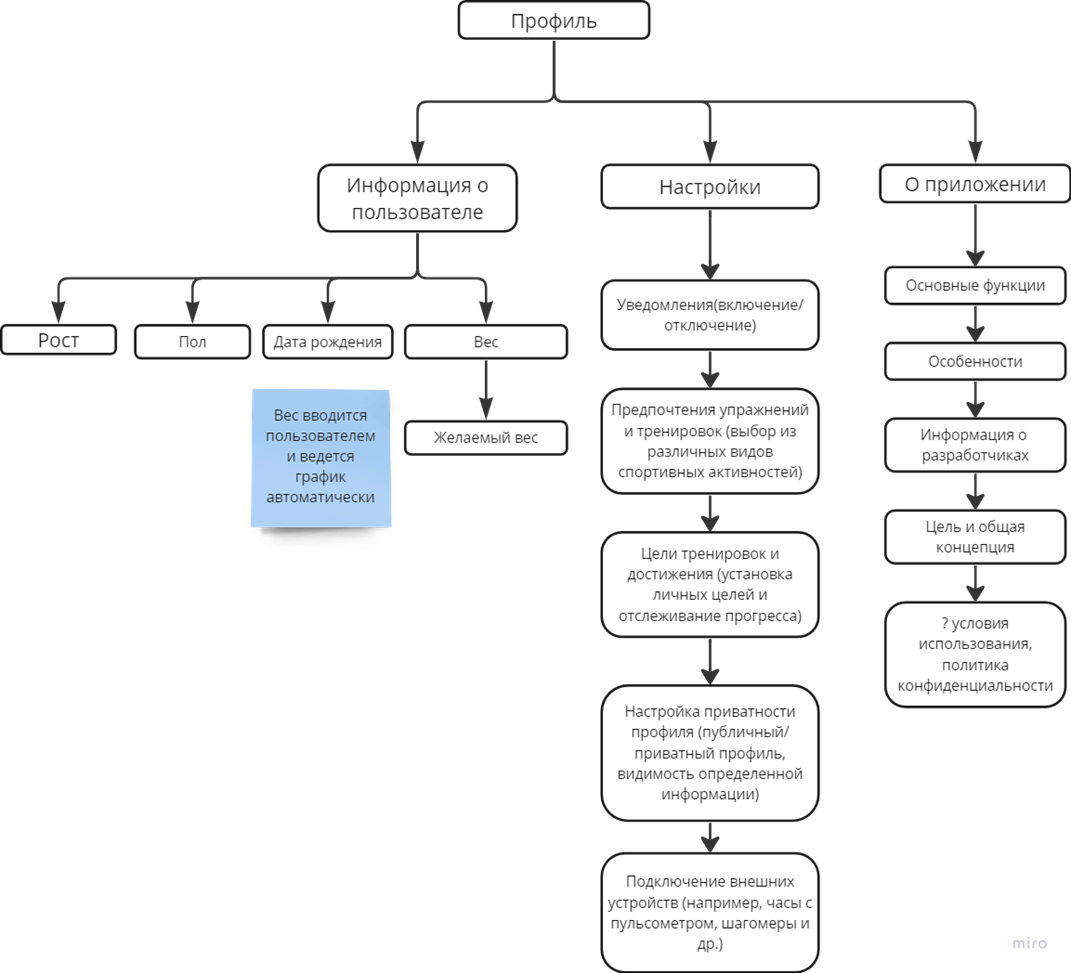 Профиль
Информация о
пользователе
Настройки
О приложении
Рост
Пол
Дата рождения
Вес
Желаемый вес
Вес вводится
пользователем
и ведется
график
автоматически
Уведомления(включение/
отключение)
Предпочтения упражнений
и тренировок (выбор из
различных видов
спортивных активностей)
Цели тренировок и
достижения (установка
личных целей и
отслеживание прогресса)
Настройка приватности
профиля (публичный/
приватный профиль,
видимость определенной
информации)
Подключение внешних
устройств (например, часы с
пульсометром, шагомеры и
др.)
Основные функции
Особенности
Информация о
разработчиках
Цель и общая
концепция
? условия
использования,
политика
конфиденциальности
miro